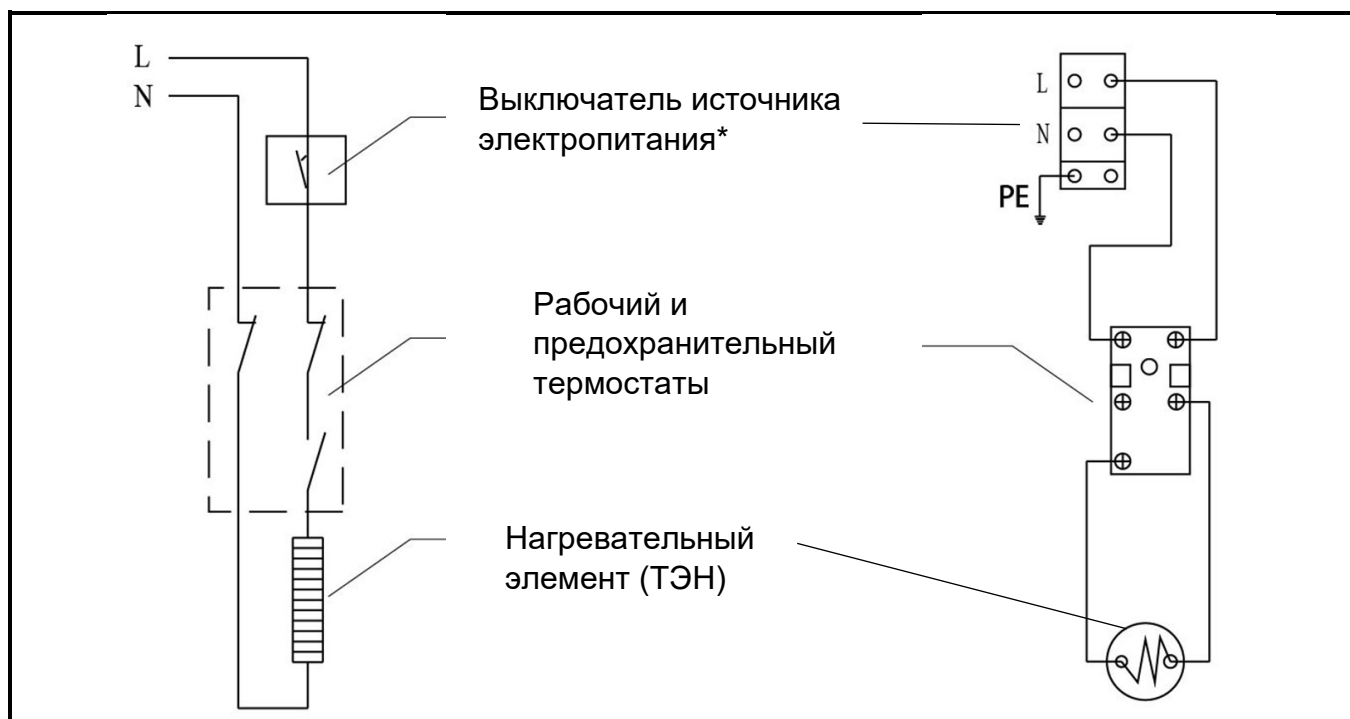 L
N
Выключатель источника
электропитания*
L
N
PE
Рабочий и
предохранительный
термостаты
Нагревательный
элемент (ТЭН)